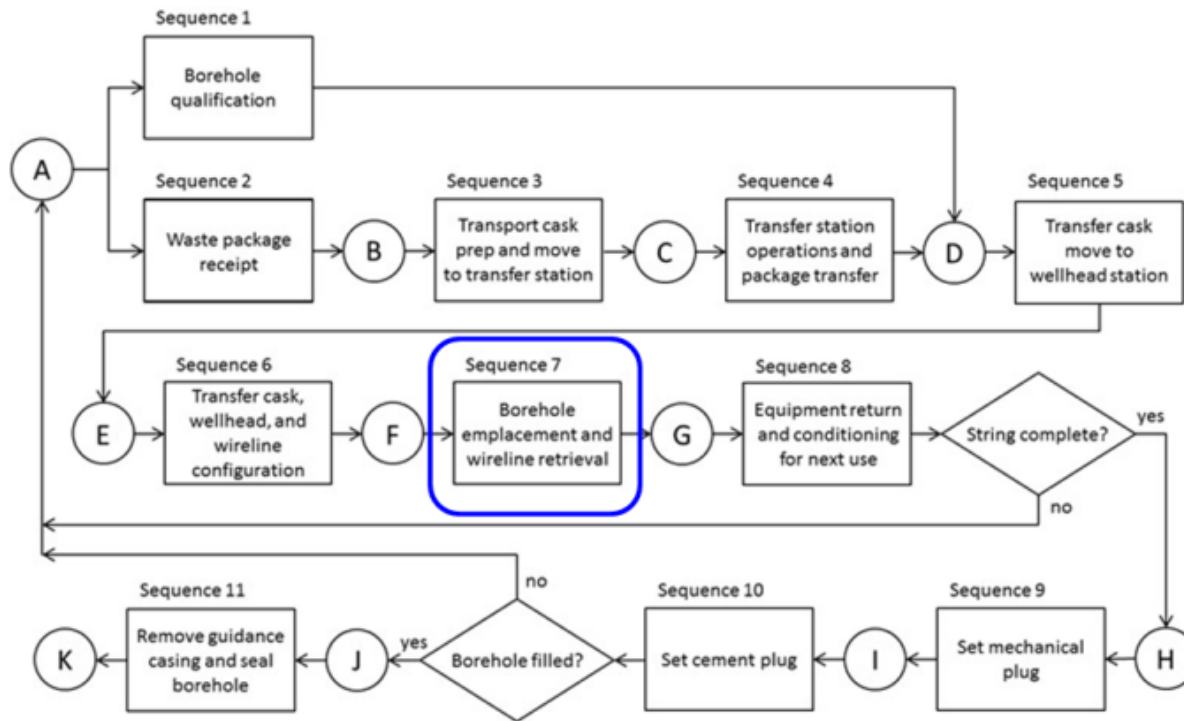 Sequence 1
Borehole
qualification
A
Sequence 2
Waste package
receipt
B
Sequence 3
Transport cask
prep and move
to transfer station
C
Sequence 4
Transfer station
operations and
package transfer
D
Sequence 5
Transfer cask
move to
wellhead station
E
Sequence 6
Transfer cask,
wellhead, and
wireline
configuration
F
Sequence 7
Borehole
emplacement and
wireline retrieval
G
Sequence 8
Equipment return
and conditioning
for next use
String complete?
yes
no
H
Sequence 9
Set mechanical
plug
I
Sequence 10
Set cement plug
Borehole filled?
no
yes
J
Sequence 11
Remove guidance
casing and seal
borehole
K